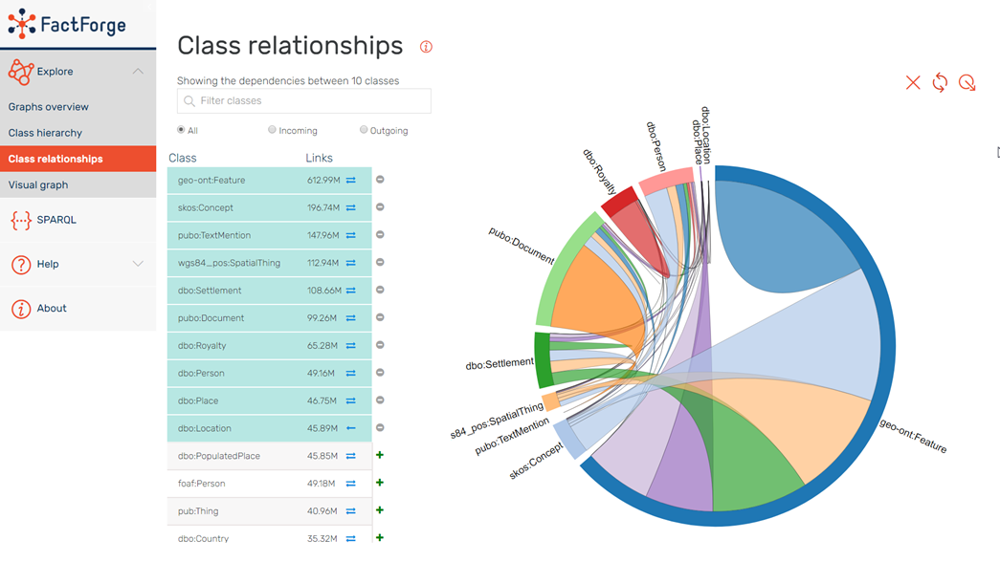 FactForge
Explore
Graphs overview
Class hierarchy
Class relationships
Visual graph
SPARQL
Help
About
Class relationships
Showing the dependencies between 10 classes
Filter classes
All Incoming Outgoing
Class Links
geo-ont:Feature 612.99M
skos:Concept 196.74M
pubo:TextMention 147.96M
wgs84_pos:SpatialThing 112.94M
dbo:Settlement 108.66M
pubo:Document 99.26M
dbo:Royalty 65.28M
dbo:Person 49.16M
dbo:Place 46.75M
dbo:Location 45.89M
dbo:PopulatedPlace 45.85M
foaf:Person 49.18M
pub:Thing 40.96M
dbo:Country 35.32M
dbo:Location
dbo:Place
dbo:Person
dbo:Royalty
pubo:Document
dbo:Settlement
s84_pos:SpatialThing
pubo:TextMention
skos:Concept
geo-ont:Feature